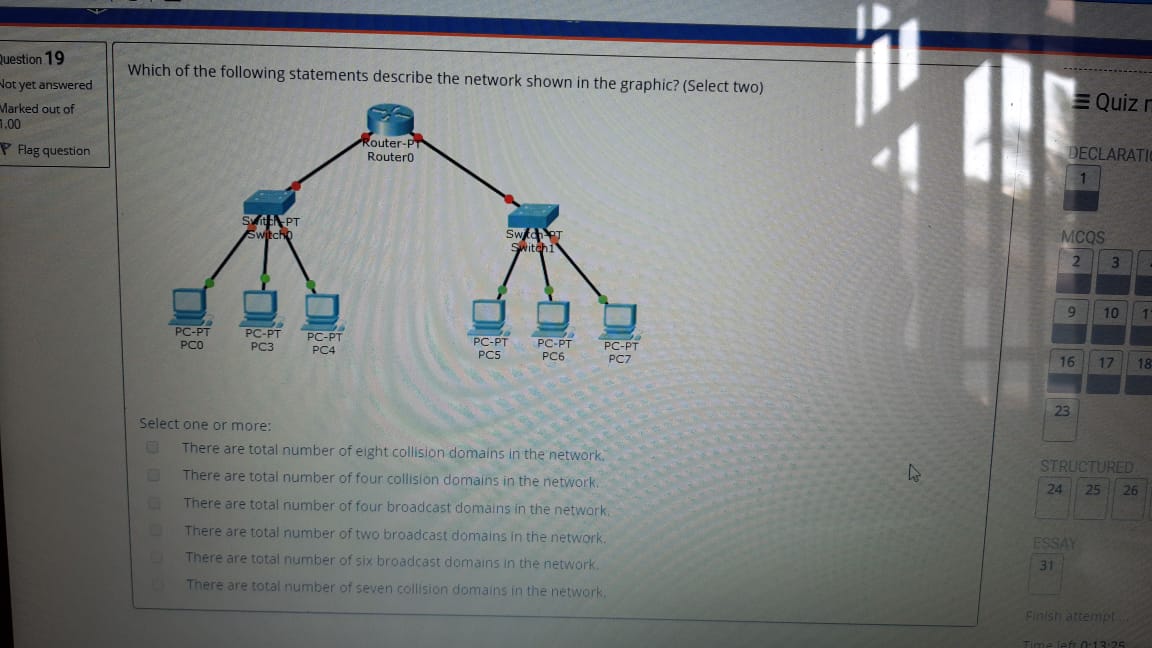 Question 19
Not yet answered
Marked out of
1.00
Flag question
Which of the following statements describe the network shown in the graphic? (Select two)
Router-PT
Router0
Switch-PT
Switch0
Switch-PT
Switch1
PC-PT
PC0
PC-PT
PC3
PC-PT
PC4
PC-PT
PC5
PC-PT
PC6
PC-PT
PC7
Select one or more:
There are total number of eight collision domains in the network.
There are total number of four collision domains in the network.
There are total number of four broadcast domains in the network.
There are total number of two broadcast domains in the network.
There are total number of six broadcast domains in the network.
There are total number of seven collision domains in the network.
Quiz
DECLARATI
1
MCQS
2 3
9 10 1
16 17 18
23
STRUCTURED
24 25 26
ESSAY
31
Finish attempt ...
Time left 0:13:25